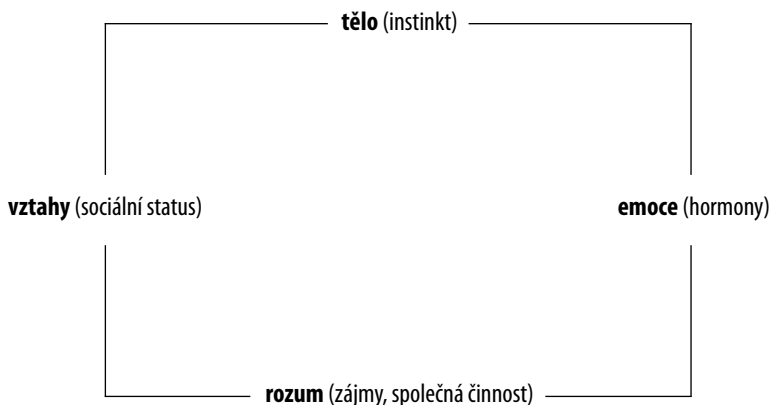 tělo (instinkt)
vztahy (sociální status)
emoce (hormony)
rozum (zájmy, společná činnost)